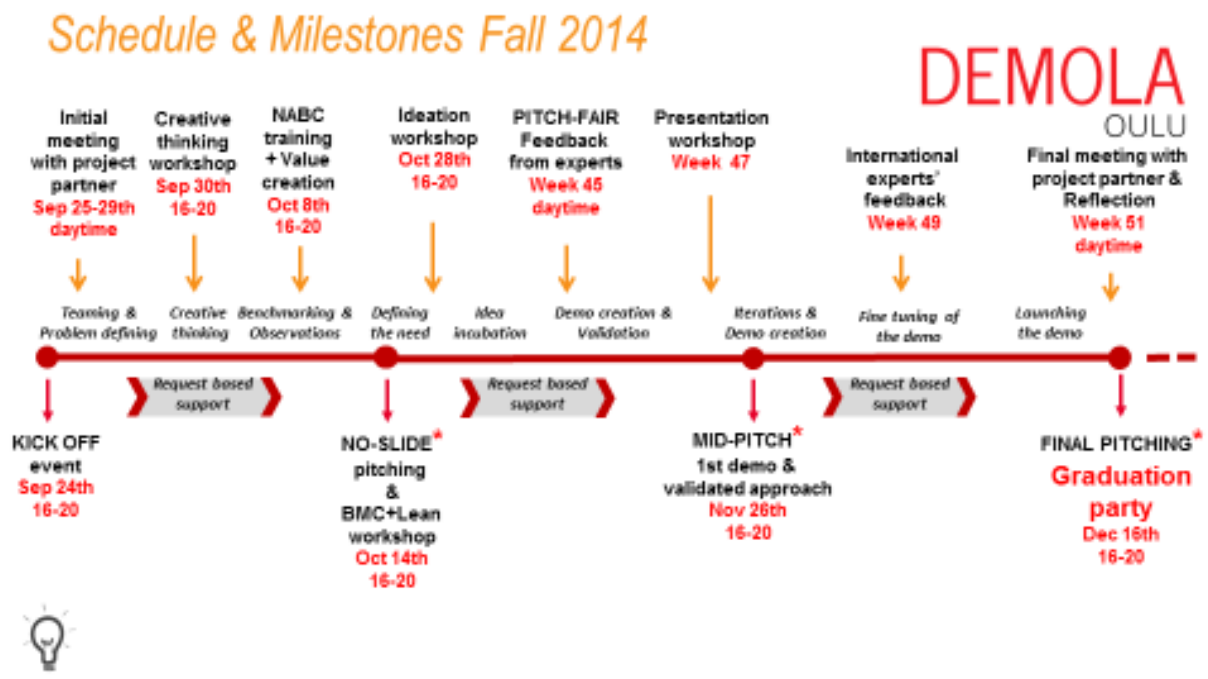 Schedule & Milestones Fall 2014
DEMOLA
OULU
Initial
meeting
with project
partner
Sep 25-29th
daytime
Creative
thinking
workshop
Sep 30th
16-20
NABC
training
+ Value
creation
Oct 8th
16-20
Ideation
workshop
Oct 28th
16-20
PITCH-FAIR
Feedback
from experts
Week 45
daytime
Presentation
workshop
Week 47
International
experts'
feedback
Week 49
Final meeting with
project partner &
Reflection
Week 51
daytime
Teaming &
Problem defining
Creative
thinking
Benchmarking &
Observations
Defining
the need
Idea
incubation
Demo creation &
Validation
Iterations &
Demo creation
Fine tuning of
the demo
Launching
the demo
Request based
support
Request based
support
Request based
support
KICK OFF
event
Sep 24th
16-20
NO-SLIDE*
pitching
&
BMC+Lean
workshop
Oct 14th
16-20
MID-PITCH*
1st demo &
validated approach
Nov 26th
16-20
FINAL PITCHING*
Graduation
party
Dec 16th
16-20